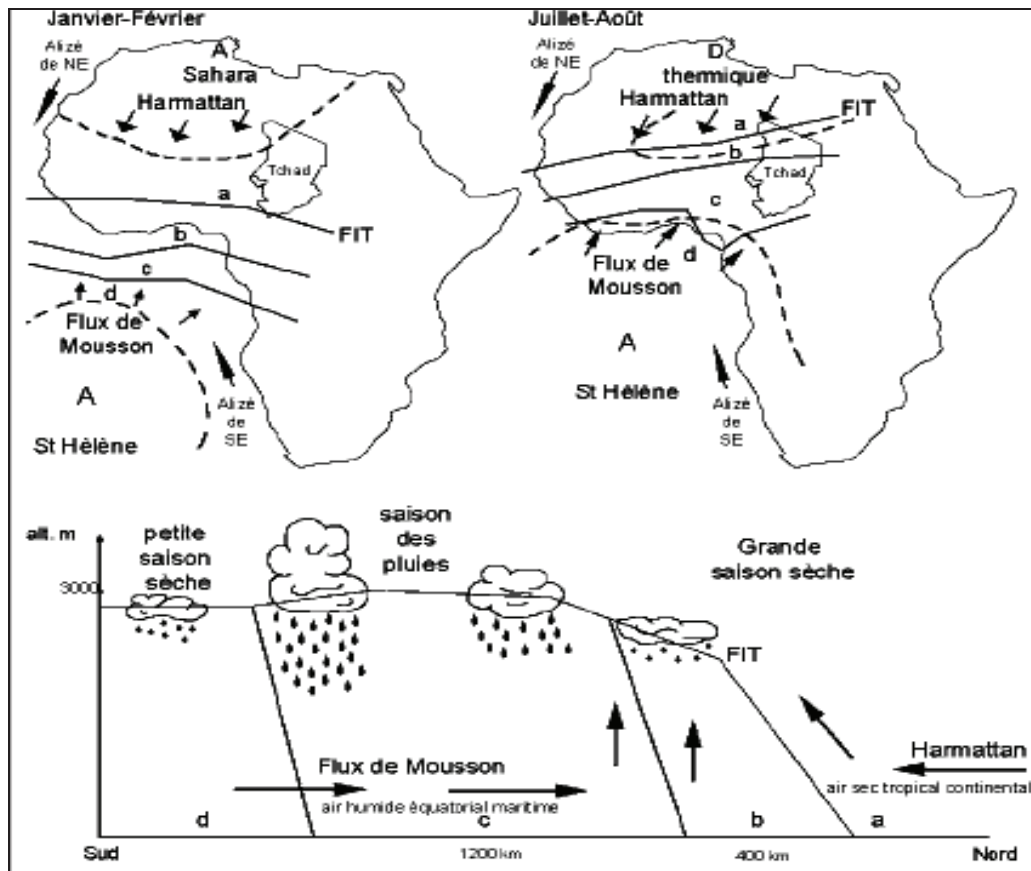 Janvier-Février
Alizé
de NE
A
Sahara
Harmattan
Tchad
a
FIT
b
c
d
Flux de
Mousson
A
St Hélène
Alizé
de
SE
Juillet-Août
Alizé
de NE
D
thermique
Harmattan
FIT
a
b
Tchad
c
d
Flux de
Mousson
A
St Hélène
Alizé
de
SE
alt. m
3000
petite
saison
sèche
saison
des
pluies
Grande
saison sèche
FIT
Harmattan
air sec tropical continental
Flux de Mousson
air humide équatorial maritime
d
c
b
a
Sud
1200 km
400 km
Nord